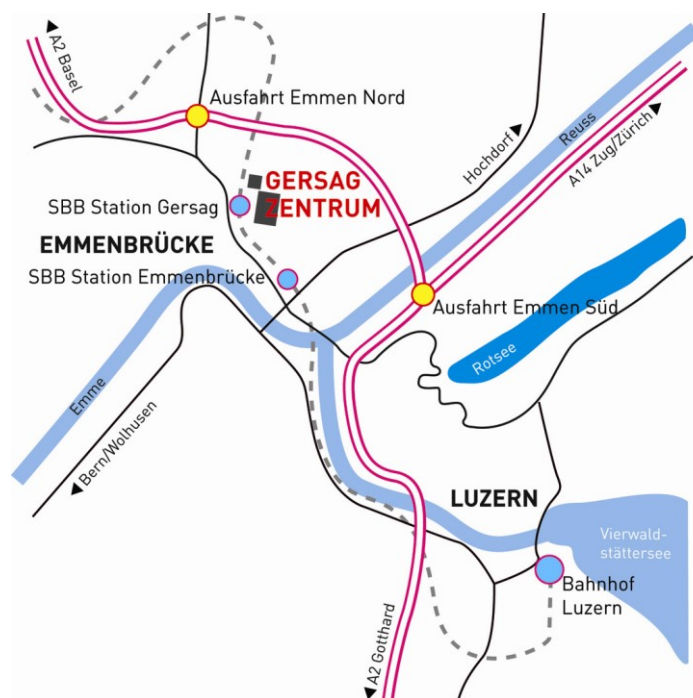 A2 Basel
Ausfahrt Emmen Nord
Reuss
A14 Zug/Zürich
Hochdorf
GERSAG
ZENTRUM
SBB Station Gersag
EMMENBRÜCKE
SBB Station Emmenbrücke
Ausfahrt Emmen Süd
Rotsee
Emme
Bern/Wolhusen
LUZERN
Vierwald-
stättersee
Bahnhof
Luzern
A2 Gotthard